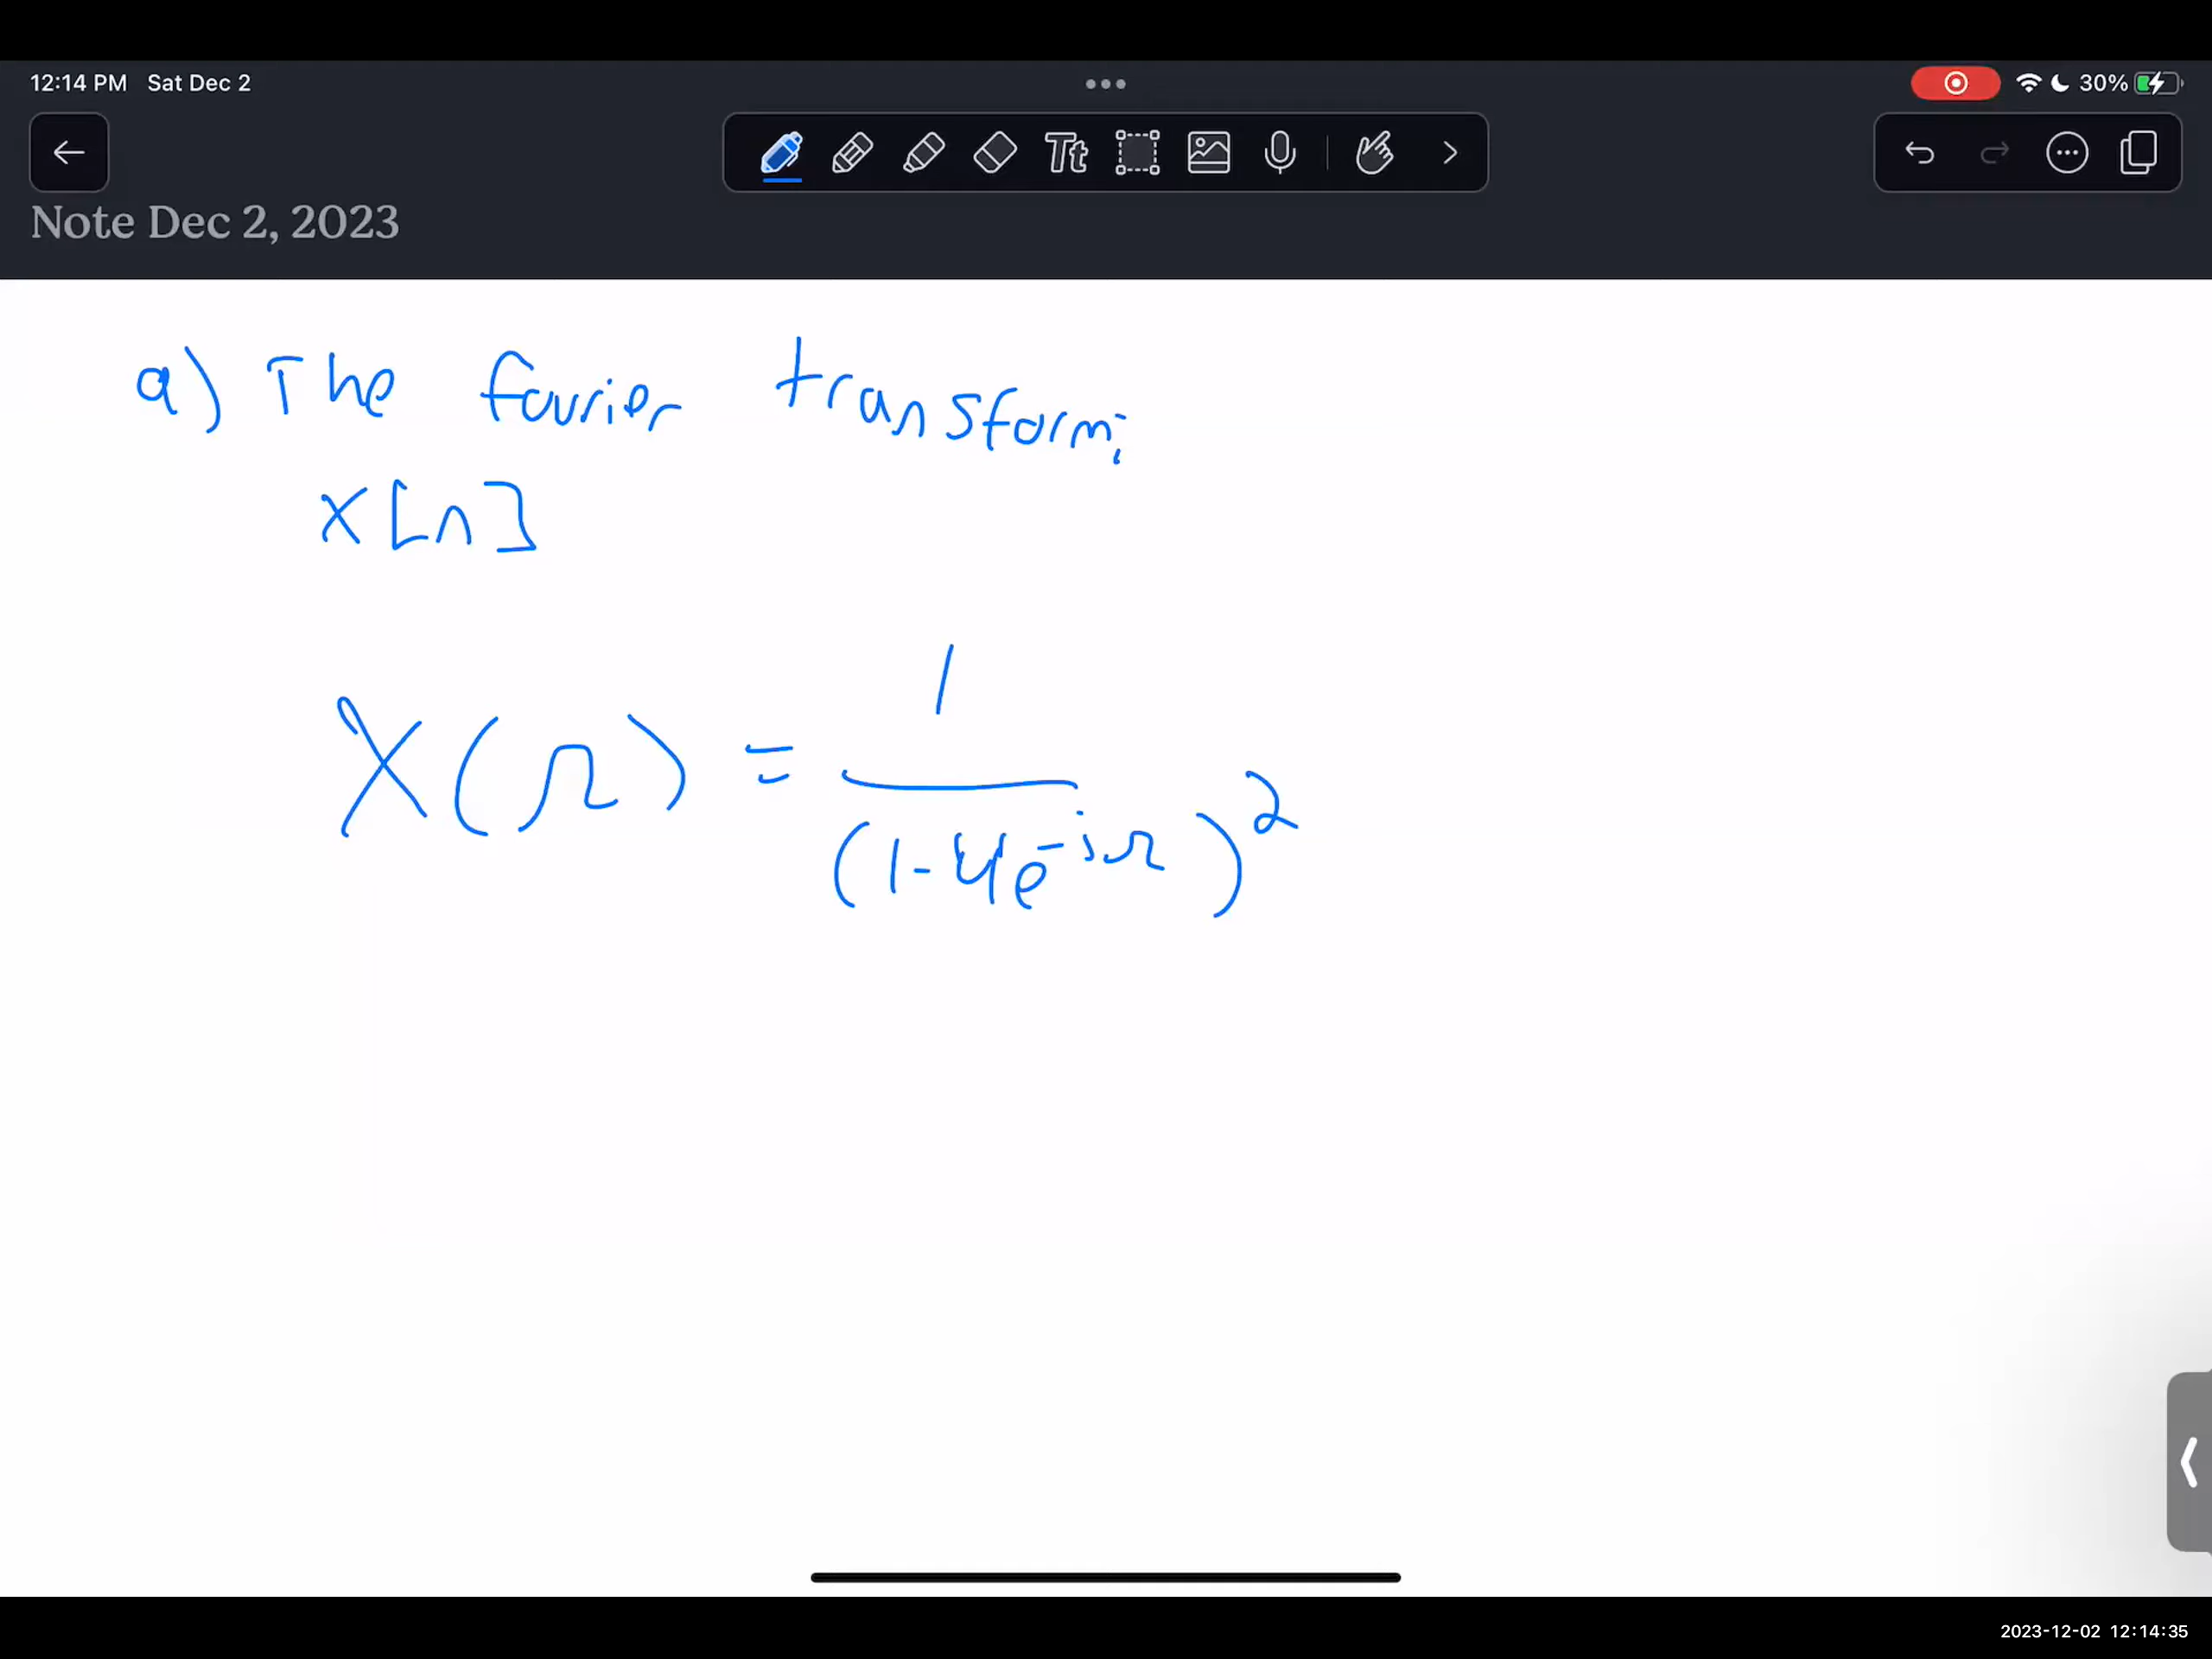 12:14 PM Sat Dec 2
30%
Tt
Note Dec 2, 2023
a) The fourier transform;
x[n]
X(Ω) = 1
(1-4e^-jΩ)^2
2023-12-02 12:14:35